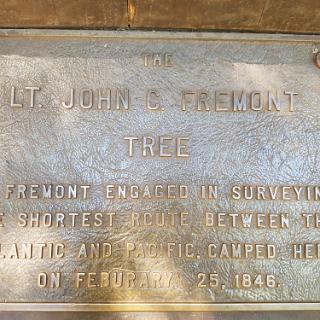 THE
LT. JOHN C. FREMONT
TREE
FREMONT ENGAGED IN SURVEYIN
E SHORTEST ROUTE BETWEEN TH
LANTIC AND PACIFIC, CAMPED HE
ON FEBURARY 25, 1846.